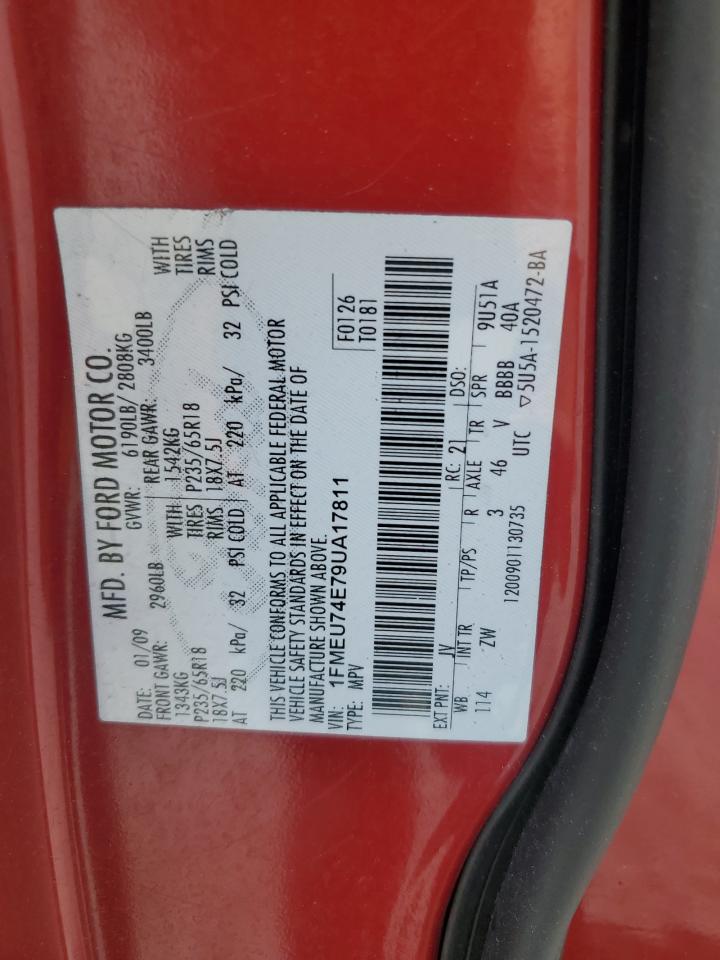 MFD. BY FORD MOTOR CO.
DATE: 01/09 GVWR: 6190LB/ 2808KG
FRONT GAWR: 2960LB REAR GAWR: 3400LB
1343KG WITH 1542KG WITH
P235/65R18 TIRES P235/65R18 TIRES
18X7.5J RIMS 18X7.5J RIMS
AT 220 kPa/ 32 PSI COLD AT 220 kPa/ 32 PSI COLD
THIS VEHICLE CONFORMS TO ALL APPLICABLE FEDERAL MOTOR
VEHICLE SAFETY STANDARDS IN EFFECT ON THE DATE OF
MANUFACTURE SHOWN ABOVE.
VIN: 1FMEU74E79UA17811 F0126
TYPE: MPV T0181
EXT PNT: JV RC: 21 DSO:
WB INT TR TP/PS R AXLE TR SPR 9U51A
114 ZW 3 46 V BBBB 40A
1200901130735 UTC ▽5U5A-1520472-BA